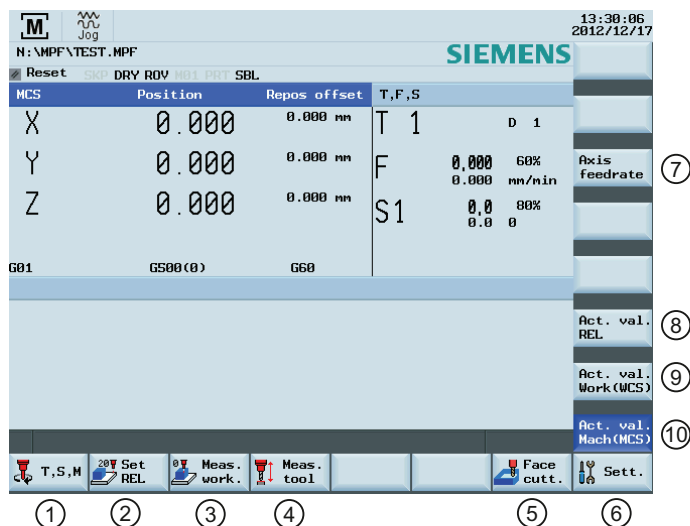 M
Jog
13:30:06
2012/12/17
N:\MPF\TEST.MPF
SIEMENS
Reset SKP DRY ROV M01 PRT SBL
MCS Position Repos offset T,F,S
X 0.000 0.000 mm T 1 D 1
Y 0.000 0.000 mm F 0,000 60%
0.000 mm/min
Z 0.000 0.000 mm S1 0,0 80%
0.0 0
G01 G500(0) G60
Axis
feedrate
7
Act. val.
REL
8
Act. val.
Work(WCS)
9
Act. val.
Mach(MCS)
10
T,S,M
Set
REL
Meas.
work.
Meas.
tool
Face
cutt.
Sett.
1 2 3 4 5 6